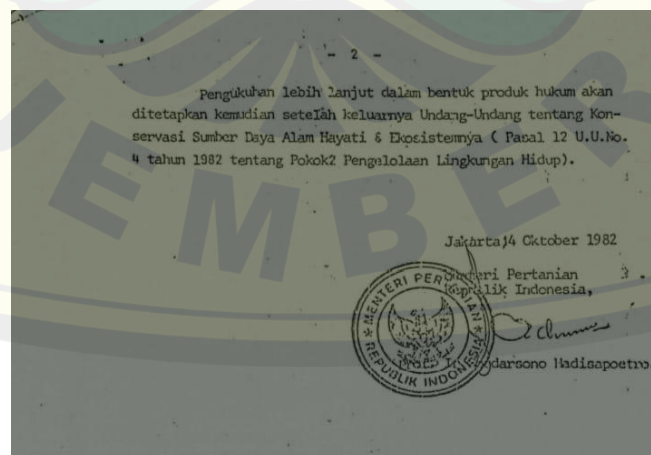 - 2 -
Pengukuhan lebih lanjut dalam bentuk produk hukum akan
ditetapkan kemudian setelah keluarnya Undang-Undang tentang Kon-
servasi Sumber Daya Alam Hayati & Ekosistemnya ( Pasal 12 U.U.No.
4 tahun 1982 tentang Pokok2 Pengelolaan Lingkungan Hidup).
Jakarta, 14 Oktober 1982
Menteri Pertanian
Republik Indonesia,
MENTERI PERTANIAN
REPUBLIK INDONESIA
darsono Hadisapoetro
JEMBER